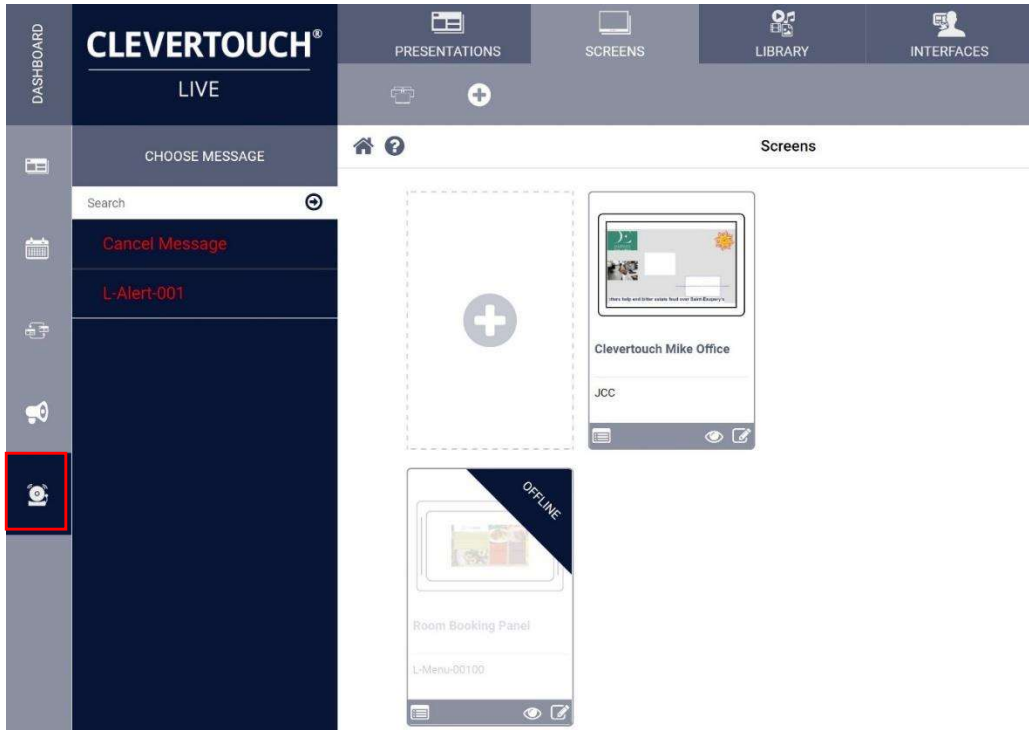 DASHBOARD
CLEVERTOUCH®
LIVE
PRESENTATIONS
SCREENS
LIBRARY
INTERFACES
CHOOSE MESSAGE
Screens
Search
Cancel Message
L-Alert-001
Clevertouch Mike Office
JCC
OFFLINE
Room Booking Panel
L-Menu-00100